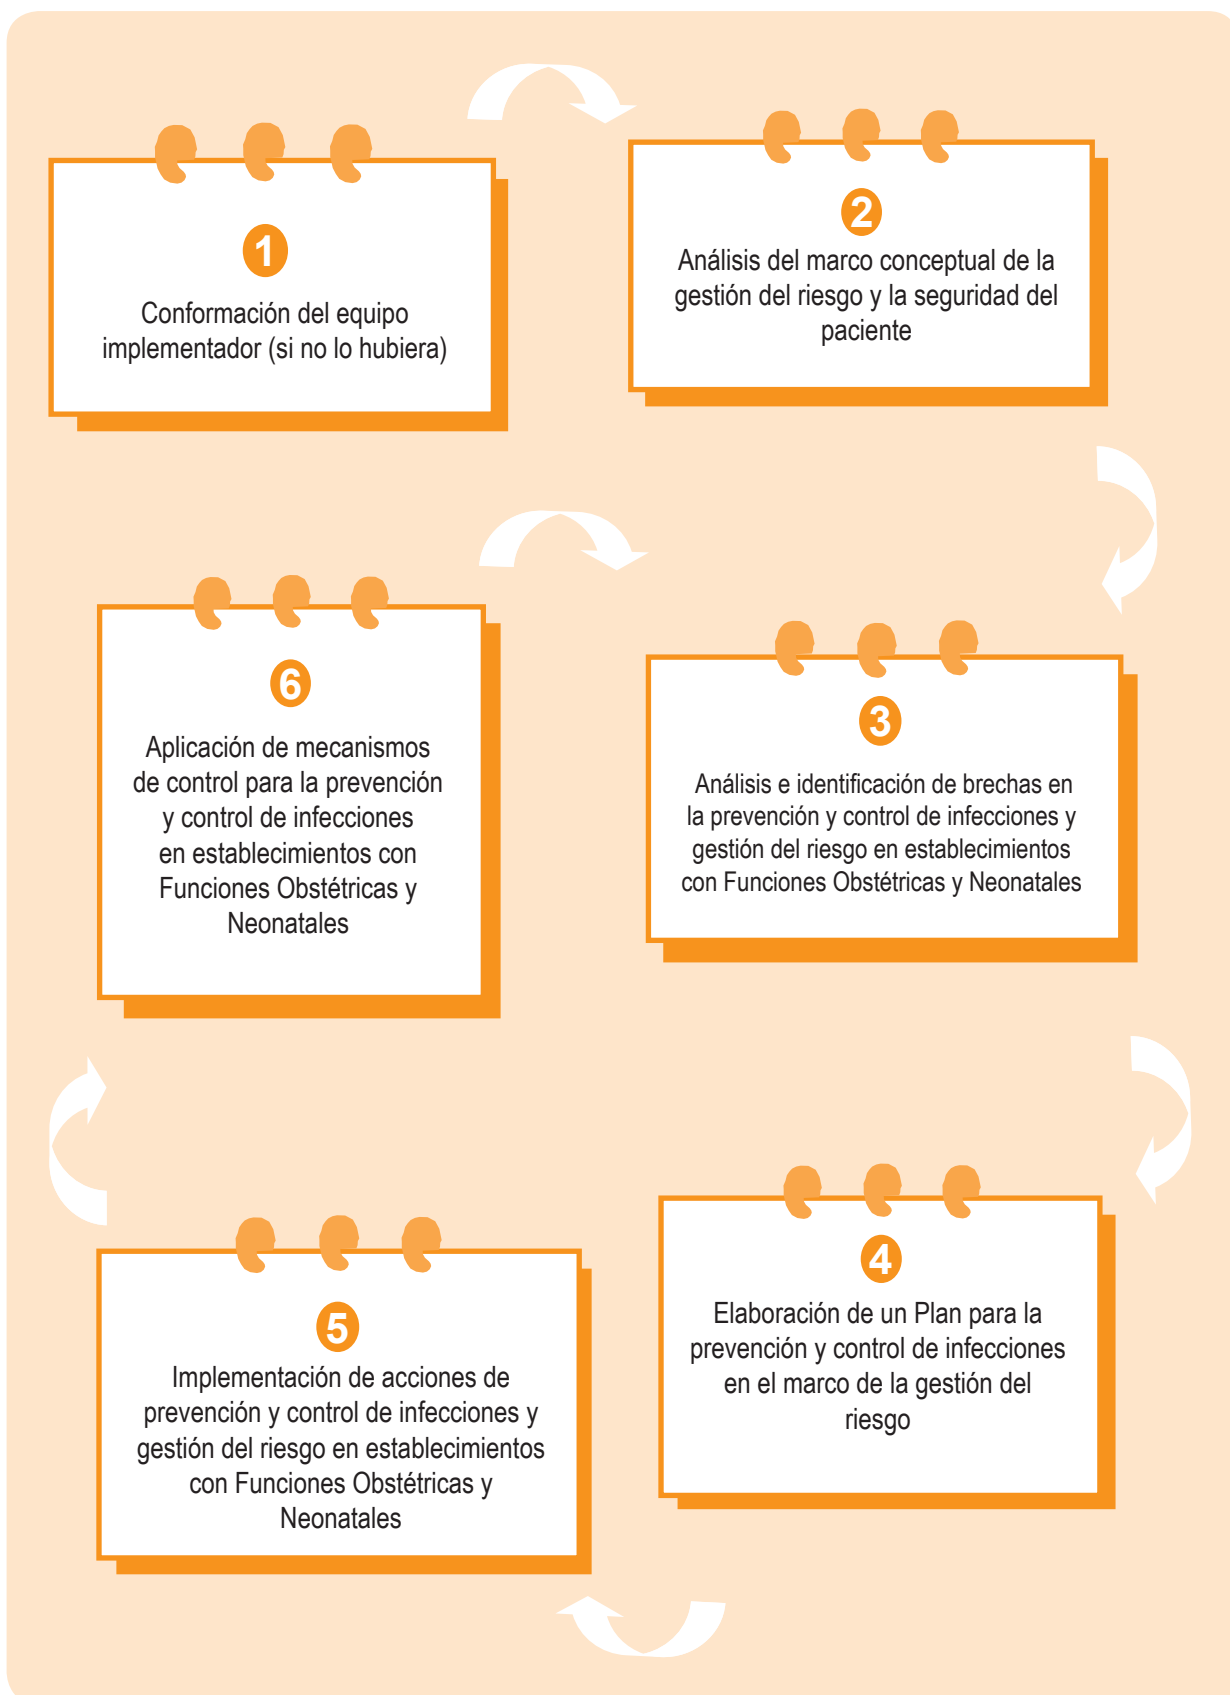 1
Conformación del equipo
implementador (si no lo hubiera)
2
Análisis del marco conceptual de la
gestión del riesgo y la seguridad del
paciente
3
Análisis e identificación de brechas en
la prevención y control de infecciones y
gestión del riesgo en establecimientos
con Funciones Obstétricas y Neonatales
4
Elaboración de un Plan para la
prevención y control de infecciones
en el marco de la gestión del
riesgo
5
Implementación de acciones de
prevención y control de infecciones y
gestión del riesgo en establecimientos
con Funciones Obstétricas y
Neonatales
6
Aplicación de mecanismos
de control para la prevención
y control de infecciones
en establecimientos con
Funciones Obstétricas y
Neonatales